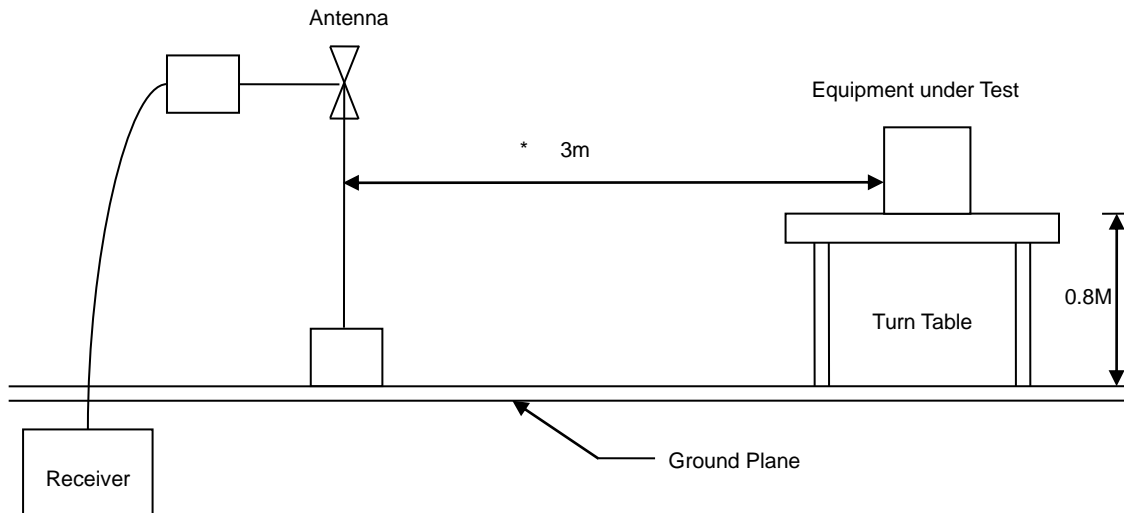 Antenna
Equipment under Test
* 3m
0.8M
Turn Table
Ground Plane
Receiver